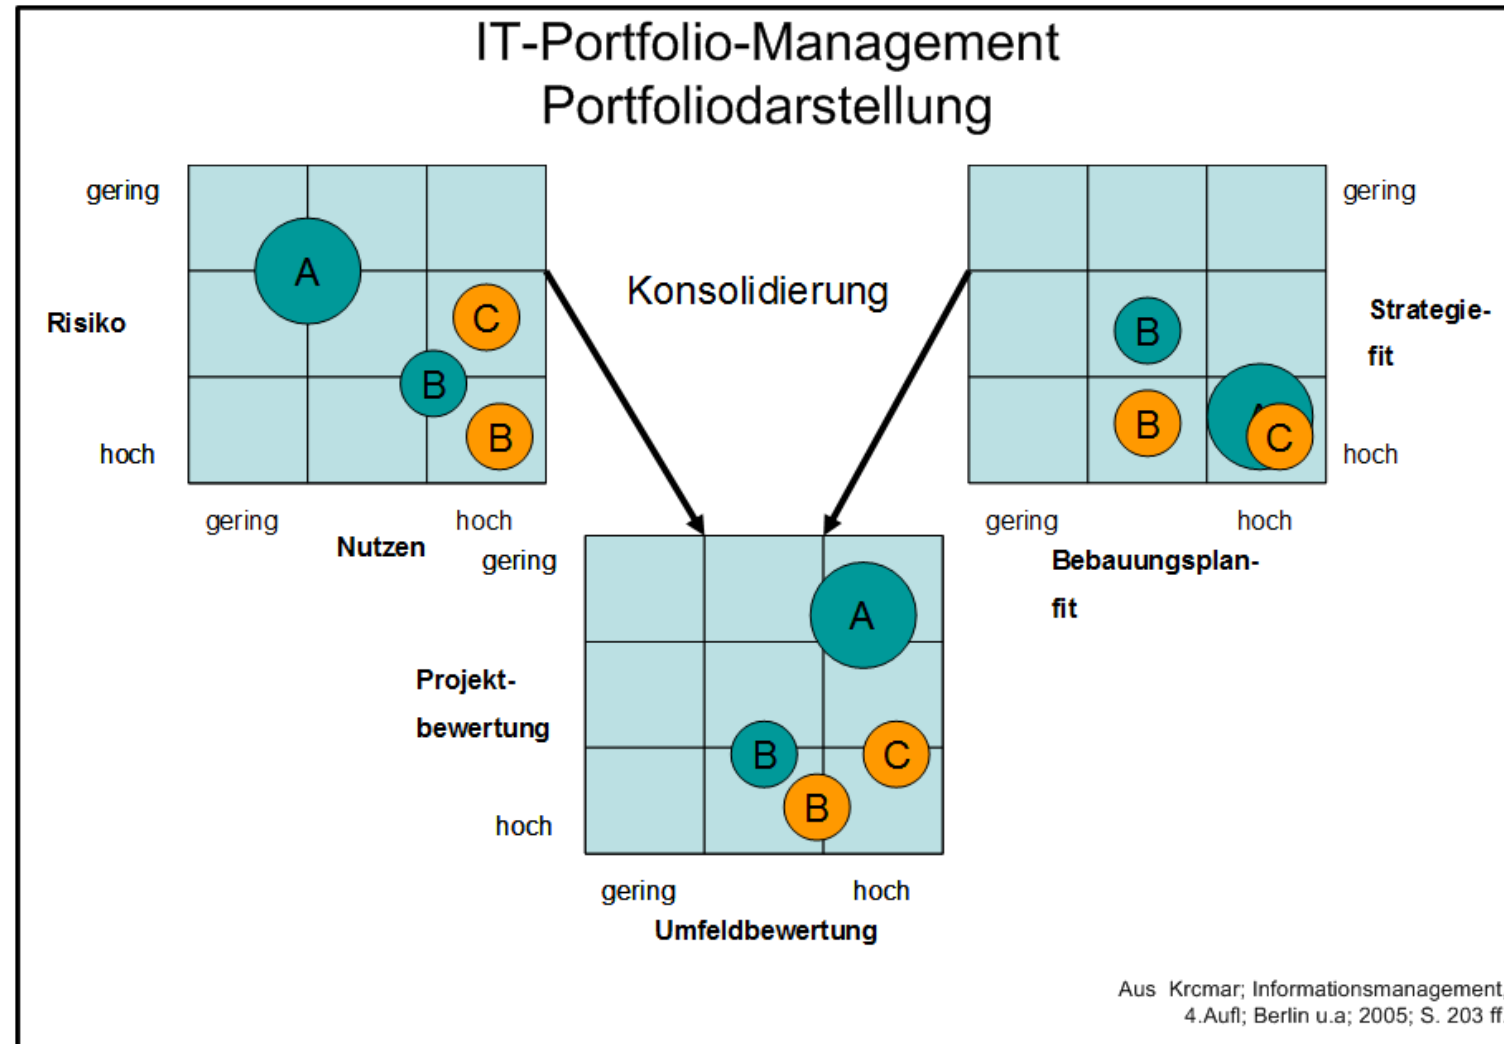 IT-Portfolio-Management
Portfoliodarstellung
gering
A
Risiko
C
B
B
hoch
gering
hoch
Nutzen
Konsolidierung
gering
B
Strategie-
fit
B
A
C
hoch
gering
hoch
Bebauungsplan-
fit
gering
A
Projekt-
bewertung
B
C
B
hoch
gering
hoch
Umfeldbewertung
Aus Krcmar; Informationsmanagement,
4.Aufl; Berlin u.a; 2005; S. 203 ff.